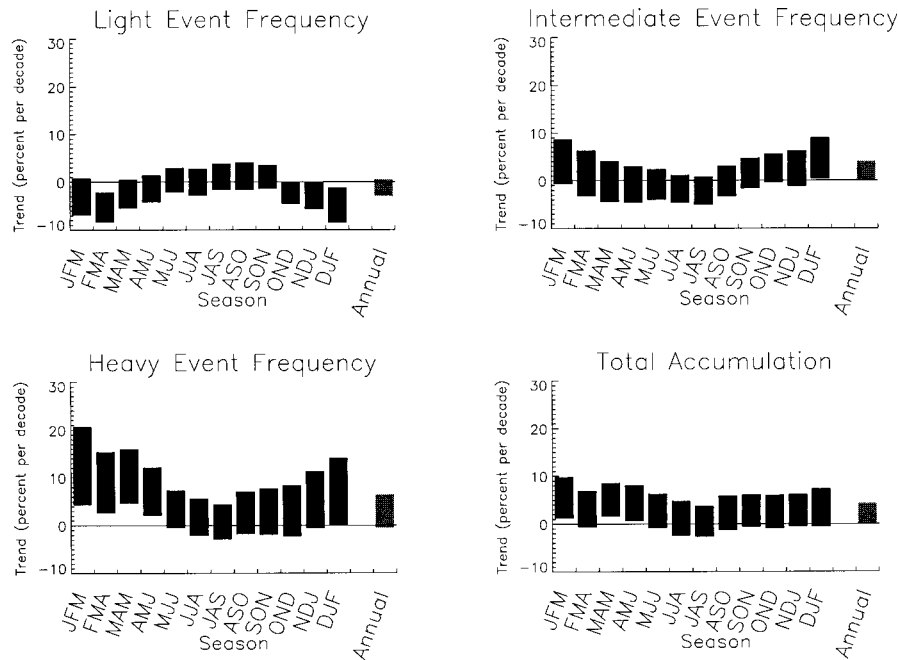 Light Event Frequency
Trend (percent per decade)
30
20
10
0
-10
JFM
FMA
MAM
AMJ
MJJ
JJA
JAS
ASO
SON
OND
NDJ
DJF
Annual
Season
Intermediate Event Frequency
Trend (percent per decade)
30
20
10
0
-10
JFM
FMA
MAM
AMJ
MJJ
JJA
JAS
ASO
SON
OND
NDJ
DJF
Annual
Season
Heavy Event Frequency
Trend (percent per decade)
30
20
10
0
-10
JFM
FMA
MAM
AMJ
MJJ
JJA
JAS
ASO
SON
OND
NDJ
DJF
Annual
Season
Total Accumulation
Trend (percent per decade)
30
20
10
0
-10
JFM
FMA
MAM
AMJ
MJJ
JJA
JAS
ASO
SON
OND
NDJ
DJF
Annual
Season